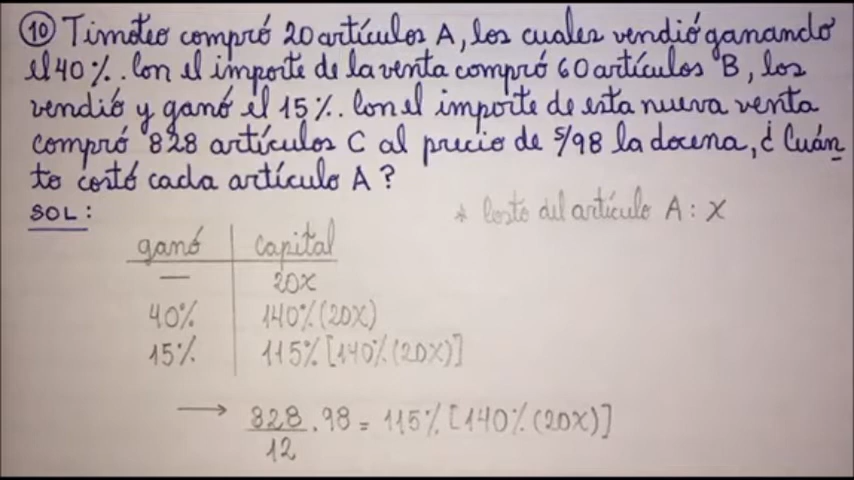 10 Timoteo compró 20 artículos A, los cuales vendió ganando
el 40%. Con el importe de la venta compró 60 artículos B, los
vendió y ganó el 15%. Con el importe de esta nueva venta
compró 828 artículos C al precio de S/98 la docena, ¿Cuán-
to costó cada artículo A?
SOL:
* Costo del artículo A: X
ganó | capital
— | 20X
40% | 140%(20X)
15% | 115%[140%(20X)]
→ 828/12 . 98 = 115%[140%(20X)]